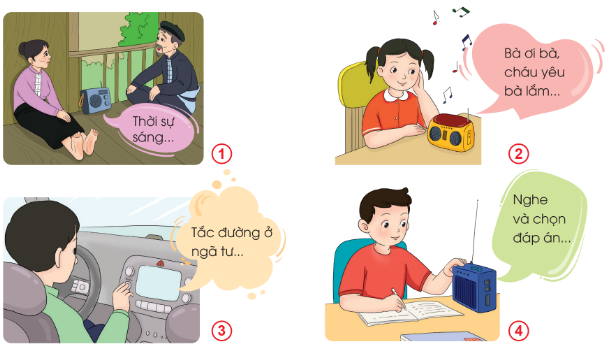 Thời sự
sáng...
1
Bà ơi bà,
cháu yêu
bà lắm...
2
Tắc đường ở
ngã tư...
3
Nghe
và chọn
đáp án...
4